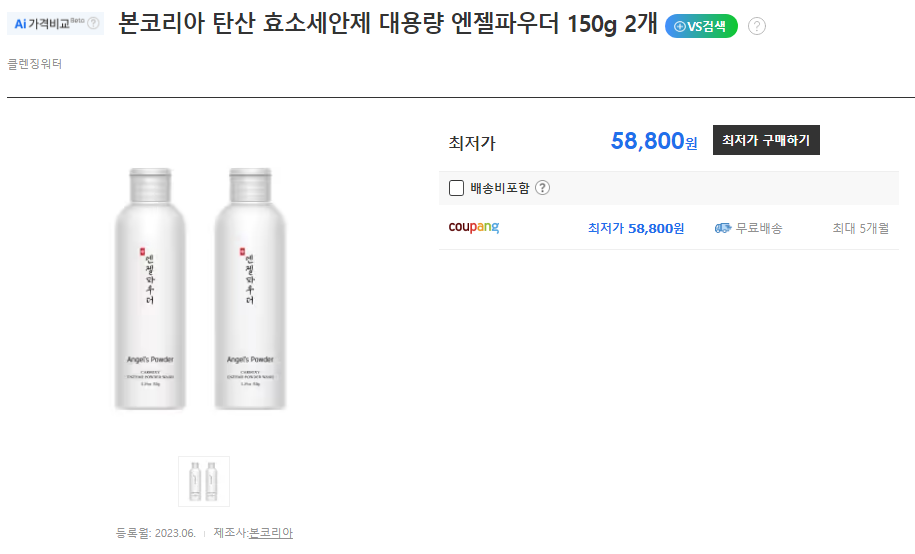 Ai 가격비교 Beta ?
본코리아 탄산 효소세안제 대용량 엔젤파우더 150g 2개 VS검색 ?
클렌징워터
최저가 58,800원 최저가 구매하기
배송비포함 ?
coupang 최저가 58,800원 무료배송 최대 5개월
엔젤파우더
Angel's Powder
엔젤파우더
Angel's Powder
등록월: 2023.06. 제조사:본코리아